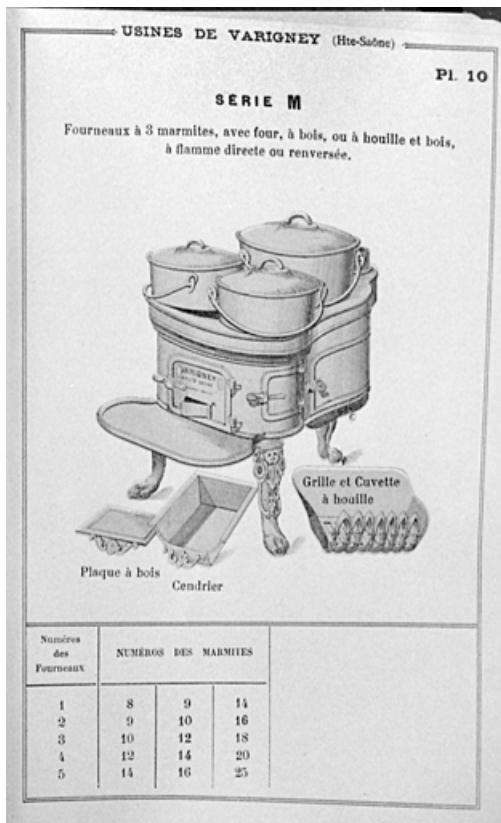 USINES DE VARIGNEY (Hte-Saône)
Pl. 10
SÉRIE M
Fourneaux à 3 marmites, avec four, à bois, ou à houille et bois,
à flamme directe ou renversée.
VARIGNEY
Grille et Cuvette
à houille
Plaque à bois
Cendrier
Numéros
des
Fourneaux
NUMÉROS DES MARMITES
1 8 9 14
2 9 10 16
3 10 12 18
4 12 14 20
5 14 16 25